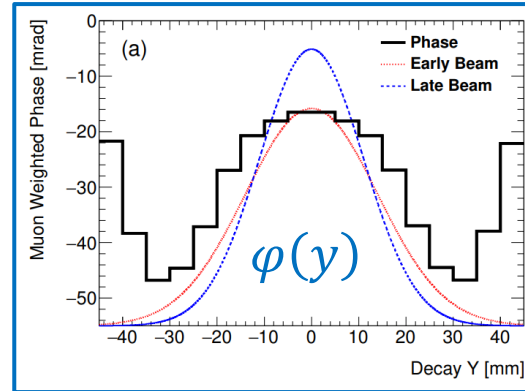 (a)
Phase
Early Beam
Late Beam
Muon Weighted Phase [mrad]
0
−10
−20
−30
−40
−50
φ(y)
−40 −30 −20 −10 0 10 20 30 40
Decay Y [mm]